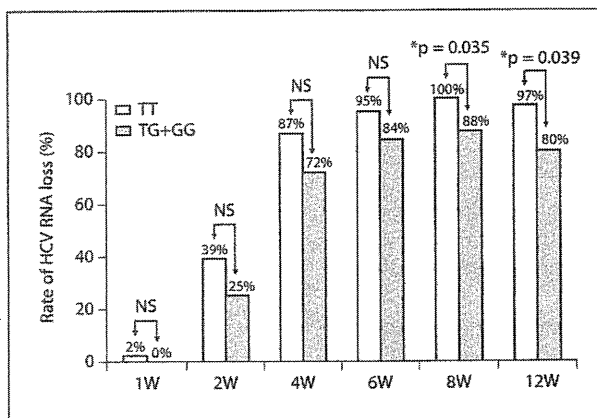 *p = 0.035
*p = 0.039
NS
NS
NS
NS
100%
97%
95%
88%
87%
84%
80%
72%
39%
25%
2%
0%
TT
TG+GG
Rate of HCV RNA loss (%)
100
80
60
40
20
0
1W 2W 4W 6W 8W 12W